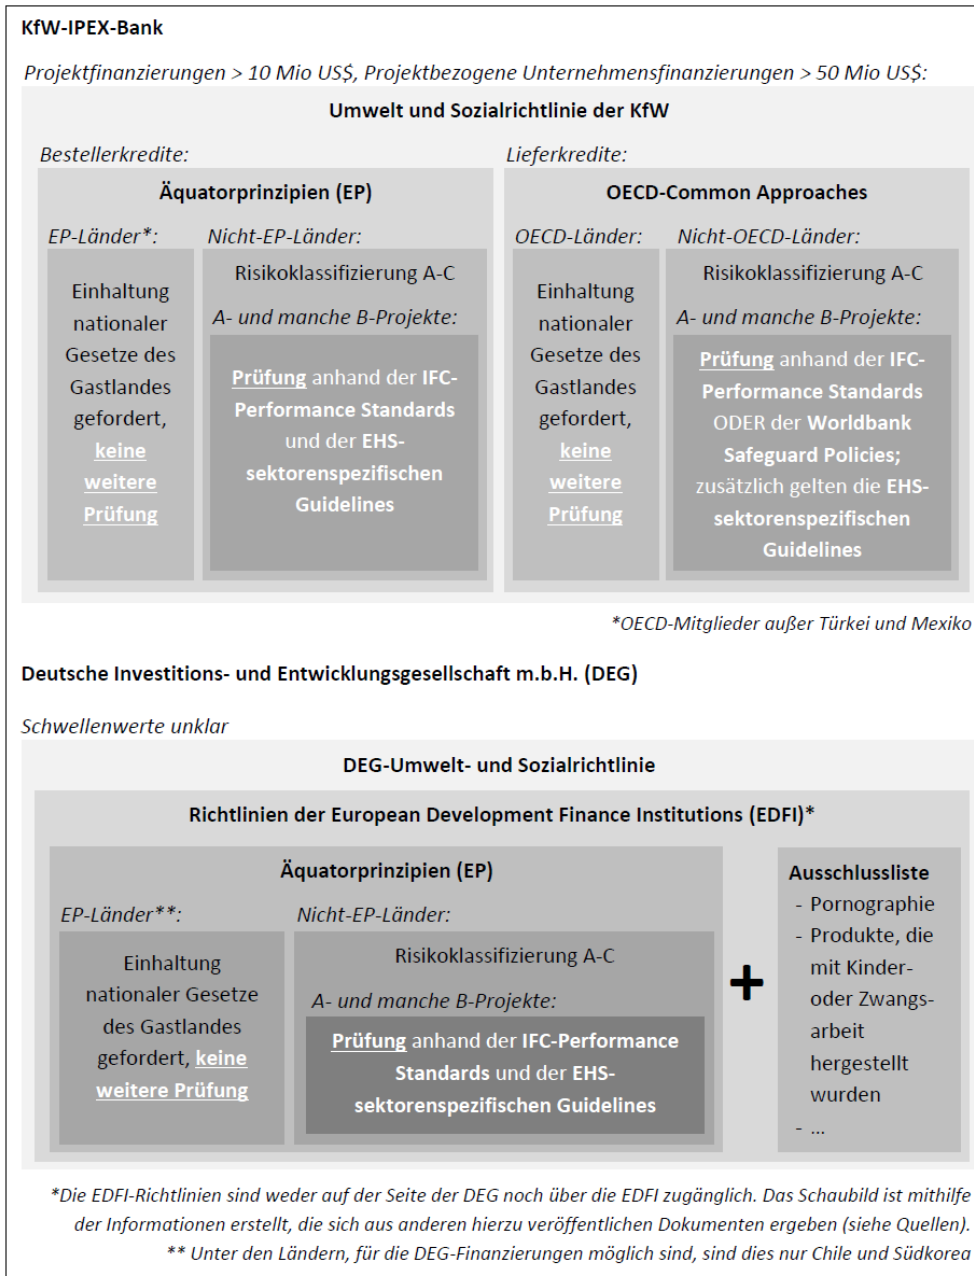 KfW-IPEX-Bank
Projektfinanzierungen > 10 Mio US$, Projektbezogene Unternehmensfinanzierungen > 50 Mio US$:
Umwelt und Sozialrichtlinie der KfW
Bestellerkredite:
Äquatorprinzipien (EP)
EP-Länder*:
Einhaltung
nationaler
Gesetze des
Gastlandes
gefordert,
keine
weitere
Prüfung
Nicht-EP-Länder:
Risikoklassifizierung A-C
A- und manche B-Projekte:
Prüfung anhand der IFC-
Performance Standards
und der EHS-
sektorenspezifischen
Guidelines
Lieferkredite:
OECD-Common Approaches
OECD-Länder:
Einhaltung
nationaler
Gesetze des
Gastlandes
gefordert,
keine
weitere
Prüfung
Nicht-OECD-Länder:
Risikoklassifizierung A-C
A- und manche B-Projekte:
Prüfung anhand der IFC-
Performance Standards
ODER der Worldbank
Safeguard Policies;
zusätzlich gelten die EHS-
sektorenspezifischen
Guidelines
*OECD-Mitglieder außer Türkei und Mexiko
Deutsche Investitions- und Entwicklungsgesellschaft m.b.H. (DEG)
Schwellenwerte unklar
DEG-Umwelt- und Sozialrichtlinie
Richtlinien der European Development Finance Institutions (EDFI)*
Äquatorprinzipien (EP)
EP-Länder**:
Einhaltung
nationaler Gesetze
des Gastlandes
gefordert, keine
weitere Prüfung
Nicht-EP-Länder:
Risikoklassifizierung A-C
A- und manche B-Projekte:
Prüfung anhand der IFC-Performance
Standards und der EHS-
sektorenspezifischen Guidelines
+
Ausschlussliste
- Pornographie
- Produkte, die
mit Kinder-
oder Zwangs-
arbeit
hergestellt
wurden
- ...
*Die EDFI-Richtlinien sind weder auf der Seite der DEG noch über die EDFI zugänglich. Das Schaubild ist mithilfe
der Informationen erstellt, die sich aus anderen hierzu veröffentlichen Dokumenten ergeben (siehe Quellen).
** Unter den Ländern, für die DEG-Finanzierungen möglich sind, sind dies nur Chile und Südkorea